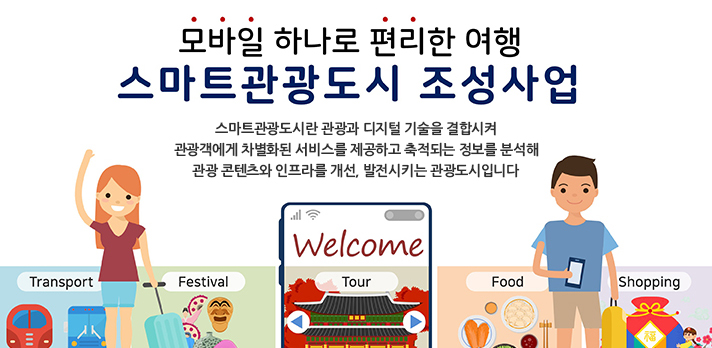 모바일 하나로 편리한 여행
스마트관광도시 조성사업
스마트관광도시란 관광과 디지털 기술을 결합시켜
관광객에게 차별화된 서비스를 제공하고 축적되는 정보를 분석해
관광 콘텐츠와 인프라를 개선, 발전시키는 관광도시입니다
Welcome
Transport
Festival
Tour
Food
Shopping
福